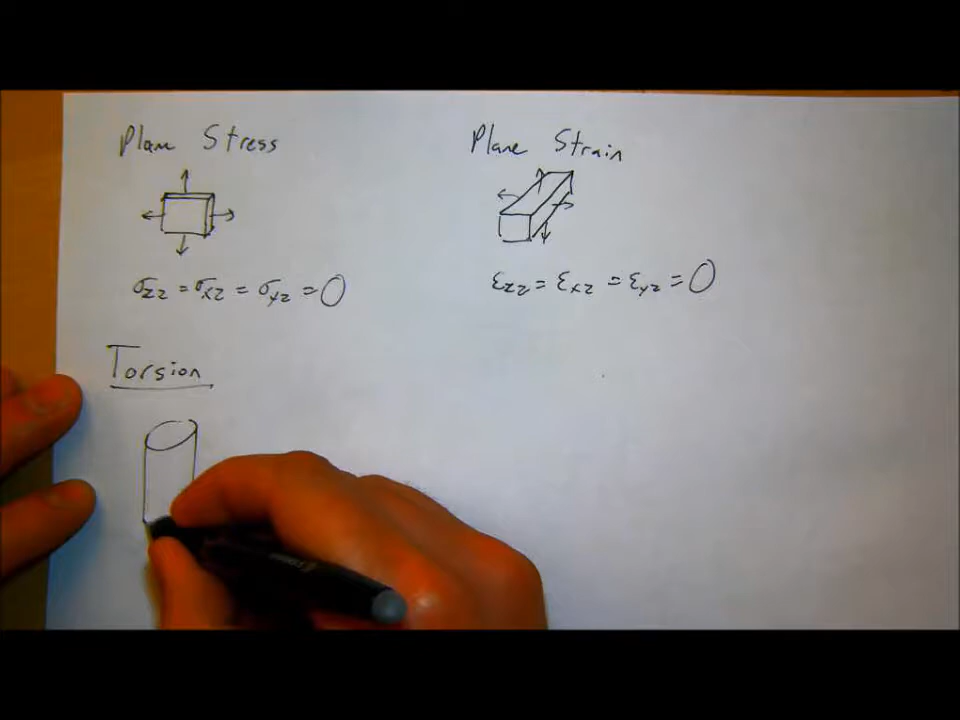 Plane Stress
Plane Strain
σzz = σxz = σyz = 0
εzz = εxz = εyz = 0
Torsion